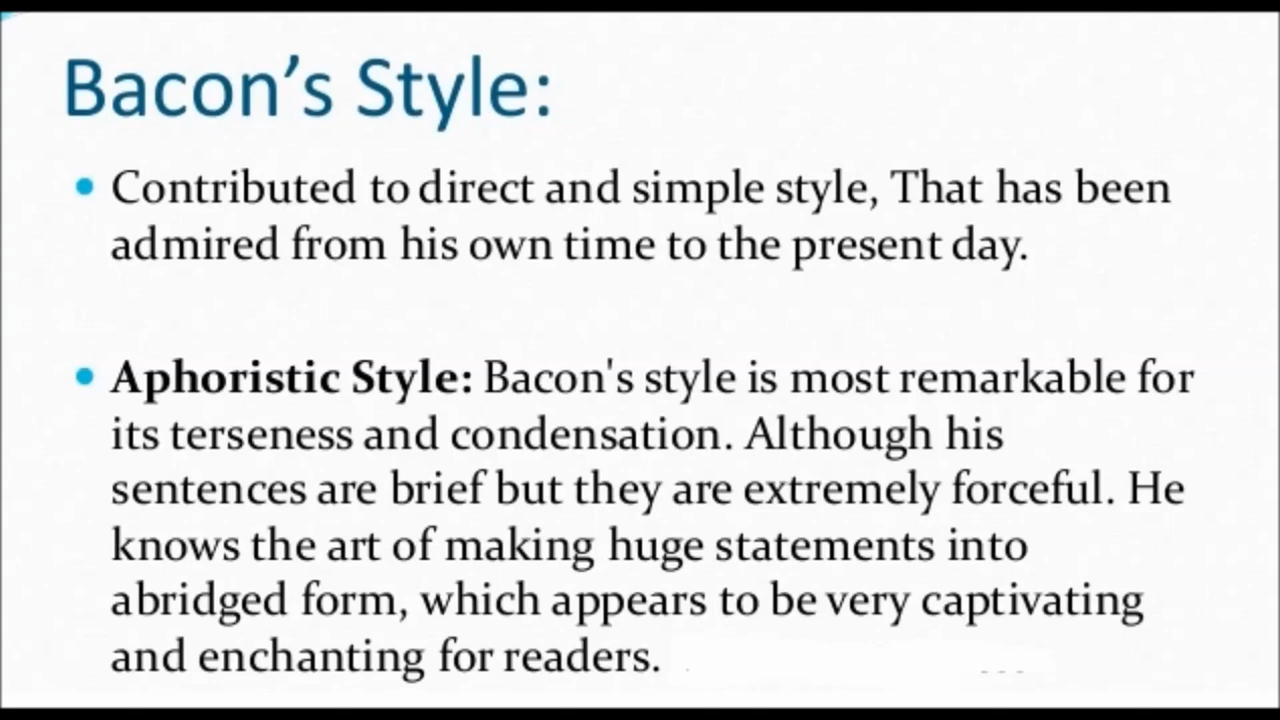 Bacon’s Style:
• Contributed to direct and simple style, That has been
admired from his own time to the present day.
• Aphoristic Style: Bacon's style is most remarkable for
its terseness and condensation. Although his
sentences are brief but they are extremely forceful. He
knows the art of making huge statements into
abridged form, which appears to be very captivating
and enchanting for readers.